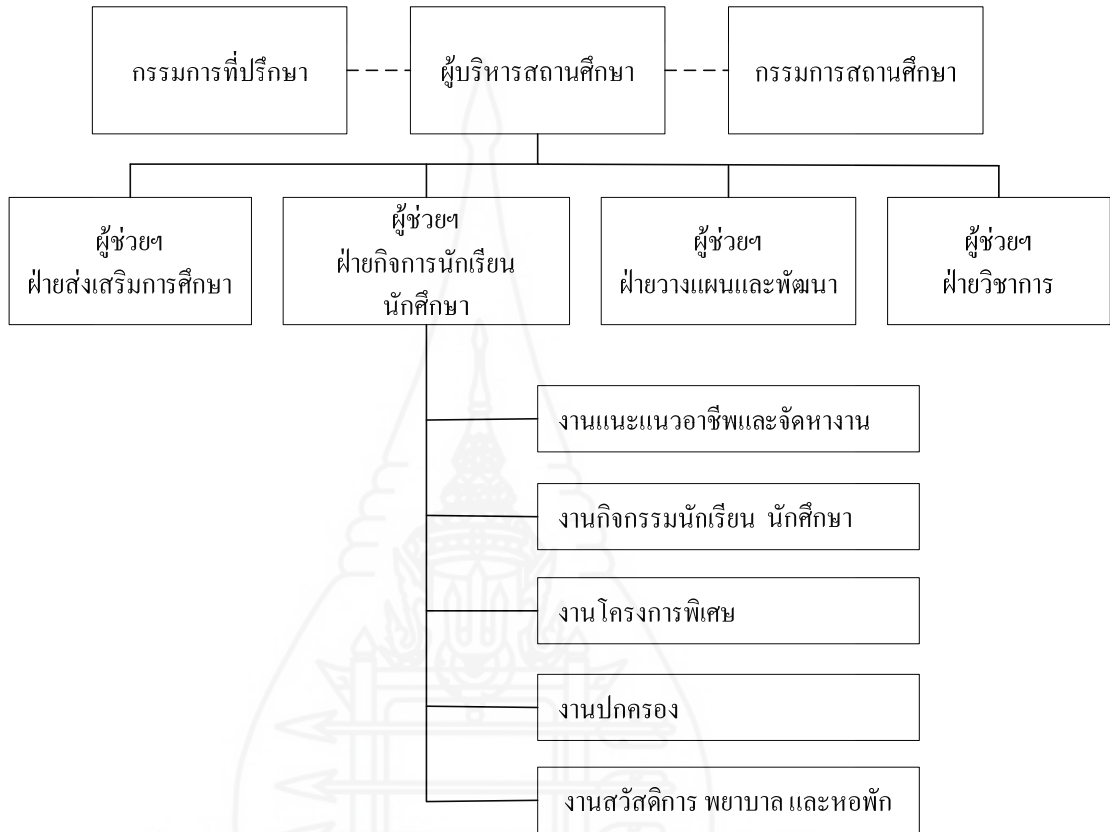 กรรมการที่ปรึกษา
ผู้บริหารสถานศึกษา
กรรมการสถานศึกษา
ผู้ช่วยฯ
ฝ่ายส่งเสริมการศึกษา
ผู้ช่วยฯ
ฝ่ายกิจการนักเรียน
นักศึกษา
ผู้ช่วยฯ
ฝ่ายวางแผนและพัฒนา
ผู้ช่วยฯ
ฝ่ายวิชาการ
งานแนะแนวอาชีพและจัดหางาน
งานกิจกรรมนักเรียน นักศึกษา
งานโครงการพิเศษ
งานปกครอง
งานสวัสดิการ พยาบาล และหอพัก